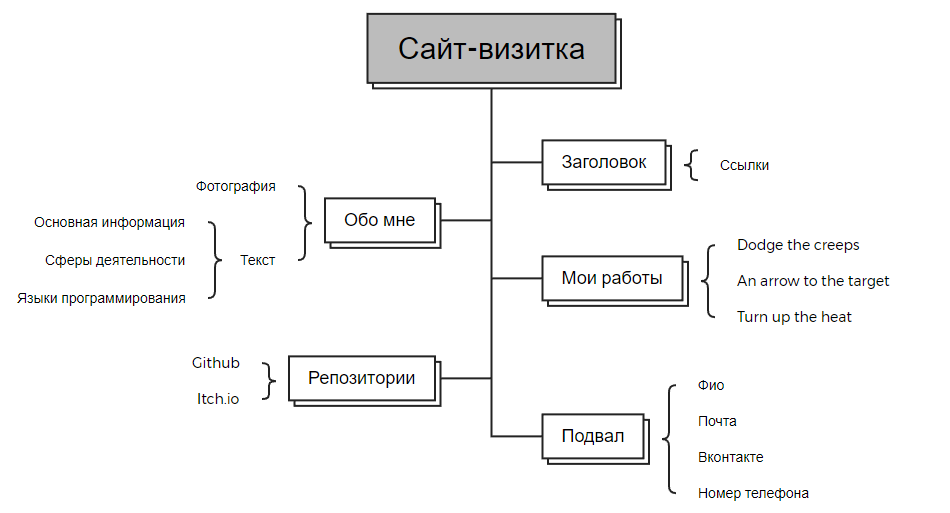 Сайт-визитка
Заголовок
Ссылки
Обо мне
Фотография
Текст
Основная информация
Сферы деятельности
Языки программирования
Мои работы
Dodge the creeps
An arrow to the target
Turn up the heat
Репозитории
Github
Itch.io
Подвал
Фио
Почта
Вконтакте
Номер телефона